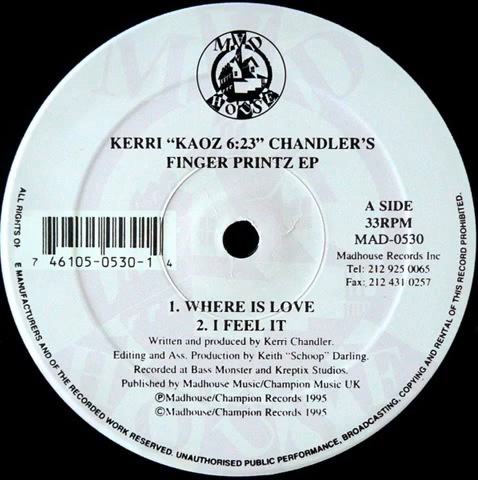 MAD
HOUSE
KERRI “KAOZ 6:23” CHANDLER'S
FINGER PRINTZ EP
A SIDE
33RPM
MAD-0530
Madhouse Records Inc
Tel: 212 925 0065
Fax: 212 431 0257
7 46105-0530-1 4
1. WHERE IS LOVE
2. I FEEL IT
Written and produced by Kerri Chandler.
Editing and Ass. Production by Keith "Schoop" Darling.
Recorded at Bass Monster and Kreptix Studios.
Published by Madhouse Music/Champion Music UK
ⓅMadhouse/Champion Records 1995
©Madhouse/Champion Records 1995
ALL RIGHTS OF E MANUFACTURERS AND OF THE RECORDED WORK RESERVED. UNAUTHORISED PUBLIC PERFORMANCE, BROADCASTING, COPYING AND RENTAL OF THIS RECORD PROHIBITED.
MAD
HOUSE